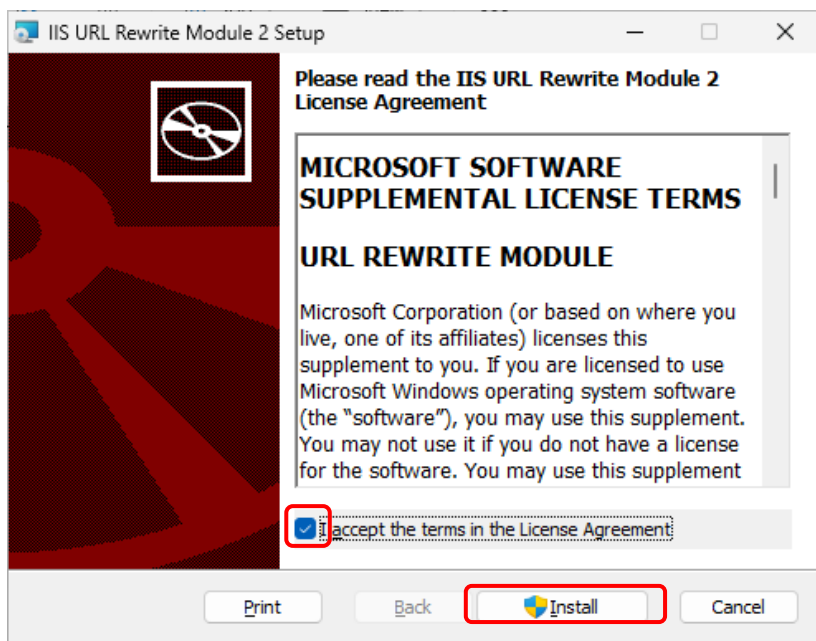 IIS URL Rewrite Module 2 Setup
Please read the IIS URL Rewrite Module 2
License Agreement
MICROSOFT SOFTWARE
SUPPLEMENTAL LICENSE TERMS
URL REWRITE MODULE
Microsoft Corporation (or based on where you
live, one of its affiliates) licenses this
supplement to you. If you are licensed to use
Microsoft Windows operating system software
(the “software”), you may use this supplement.
You may not use it if you do not have a license
for the software. You may use this supplement
I accept the terms in the License Agreement
Print
Back
Install
Cancel